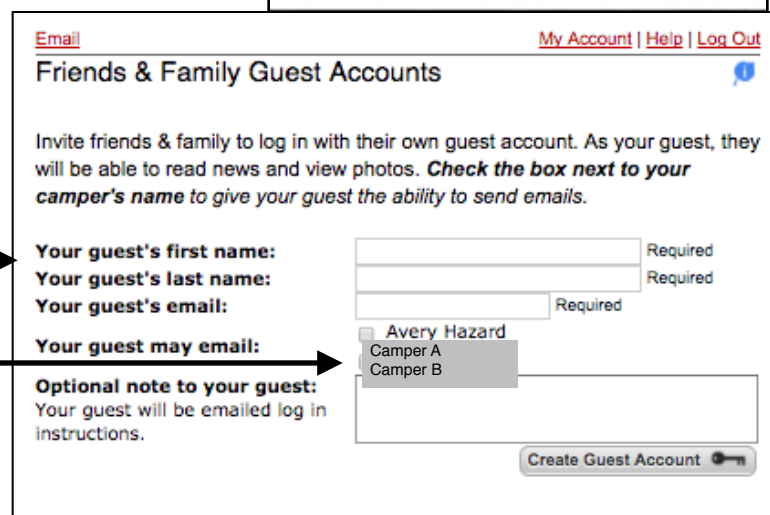 Email
My Account | Help | Log Out
Friends & Family Guest Accounts
Invite friends & family to log in with their own guest account. As your guest, they
will be able to read news and view photos. Check the box next to your
camper's name to give your guest the ability to send emails.
Your guest's first name:
Required
Your guest's last name:
Required
Your guest's email:
Required
Your guest may email:
Avery Hazard
Camper A
Camper B
Optional note to your guest:
Your guest will be emailed log in
instructions.
Create Guest Account